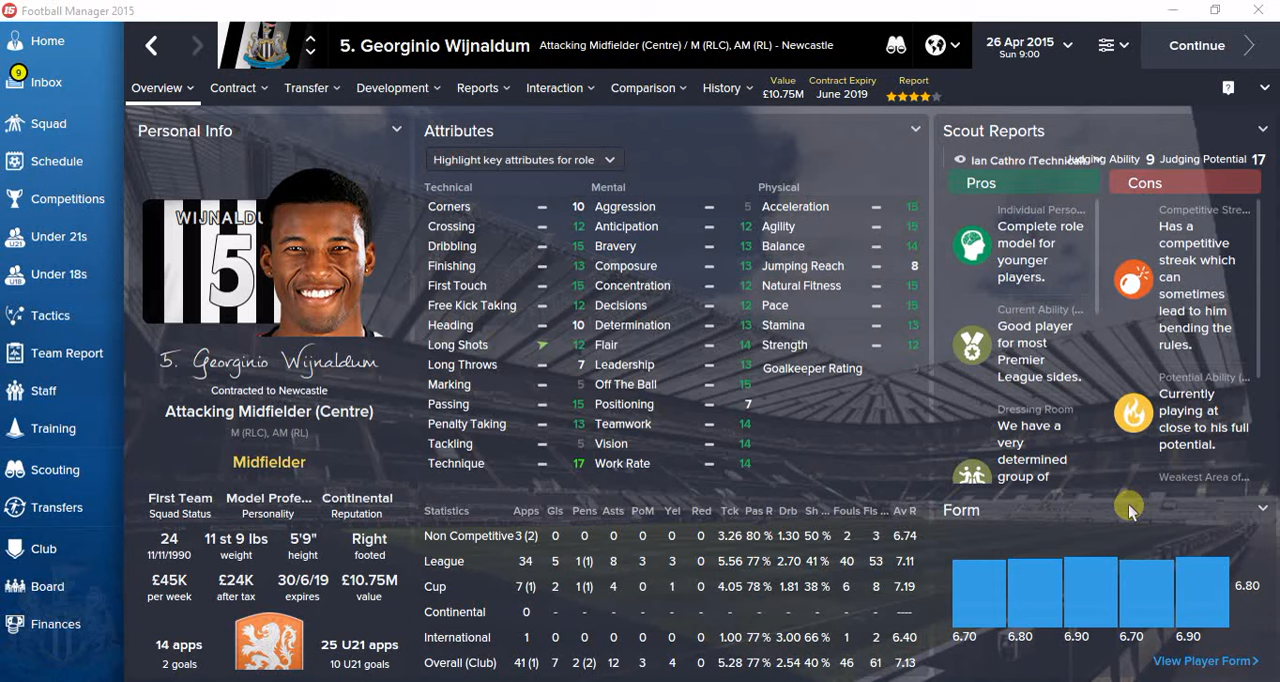 Football Manager 2015
Home
9
Inbox
Squad
Schedule
Competitions
Under 21s
Under 18s
Tactics
Team Report
Staff
Training
Scouting
Transfers
Club
Board
Finances
5. Georginio Wijnaldum Attacking Midfielder (Centre) / M (RLC), AM (RL) - Newcastle
26 Apr 2015
Sun 9:00
Continue
Overview Contract Transfer Development Reports Interaction Comparison History
Value
£10.75M
Contract Expiry
June 2019
Report
Personal Info
WIJNALDU
5
5. Georginio Wijnaldum
Contracted to Newcastle
Attacking Midfielder (Centre)
M (RLC), AM (RL)
Midfielder
First Team Model Profe... Continental
Squad Status Personality Reputation
24 11 st 9 lbs 5'9" Right
11/11/1990 weight height footed
£45K £24K 30/6/19 £10.75M
per week after tax expires value
14 apps 25 U21 apps
2 goals 10 U21 goals
Attributes
Highlight key attributes for role
Technical Mental Physical
Corners 10 Aggression 5 Acceleration 15
Crossing 12 Anticipation 12 Agility 15
Dribbling 15 Bravery 13 Balance 14
Finishing 13 Composure 13 Jumping Reach 8
First Touch 15 Concentration 12 Natural Fitness 15
Free Kick Taking 12 Decisions 12 Pace 15
Heading 10 Determination 13 Stamina 13
Long Shots 12 Flair 14 Strength 12
Long Throws 7 Leadership 13 Goalkeeper Rating
Marking 5 Off The Ball 15
Passing 15 Positioning 7
Penalty Taking 13 Teamwork 14
Tackling 5 Vision 14
Technique 17 Work Rate 14
Statistics Apps Gls Pens Asts PoM Yel Red Tck Pas R Drb Sh ... Fouls Fls ... Av R
Non Competitive 3 (2) 0 0 0 0 0 0 3.26 80 % 1.30 50 % 2 3 6.74
League 34 5 1 (1) 8 3 3 0 5.56 77 % 2.70 41 % 40 53 7.11
Cup 7 (1) 2 1 (1) 4 0 1 0 4.05 78 % 1.81 38 % 6 8 7.19
Continental 0 - - - - - - - - - - - - ----
International 1 0 0 0 0 0 0 1.00 77 % 3.00 66 % 1 2 6.40
Overall (Club) 41 (1) 7 2 (2) 12 3 4 0 5.28 77 % 2.54 40 % 46 61 7.13
Scout Reports
Ian Cathro Judging Ability 9 Judging Potential 17
Pros
Individual Perso...
Complete role
model for
younger
players.
Current Ability (...
Good player
for most
Premier
League sides.
Dressing Room
We have a
very
determined
group of
Cons
Competitive Stre...
Has a
competitive
streak which
can
sometimes
lead to him
bending the
rules.
Potential Ability (...
Currently
playing at
close to his full
potential.
Weakest Area of...
Form
6.80
6.70 6.80 6.90 6.70 6.90
View Player Form >